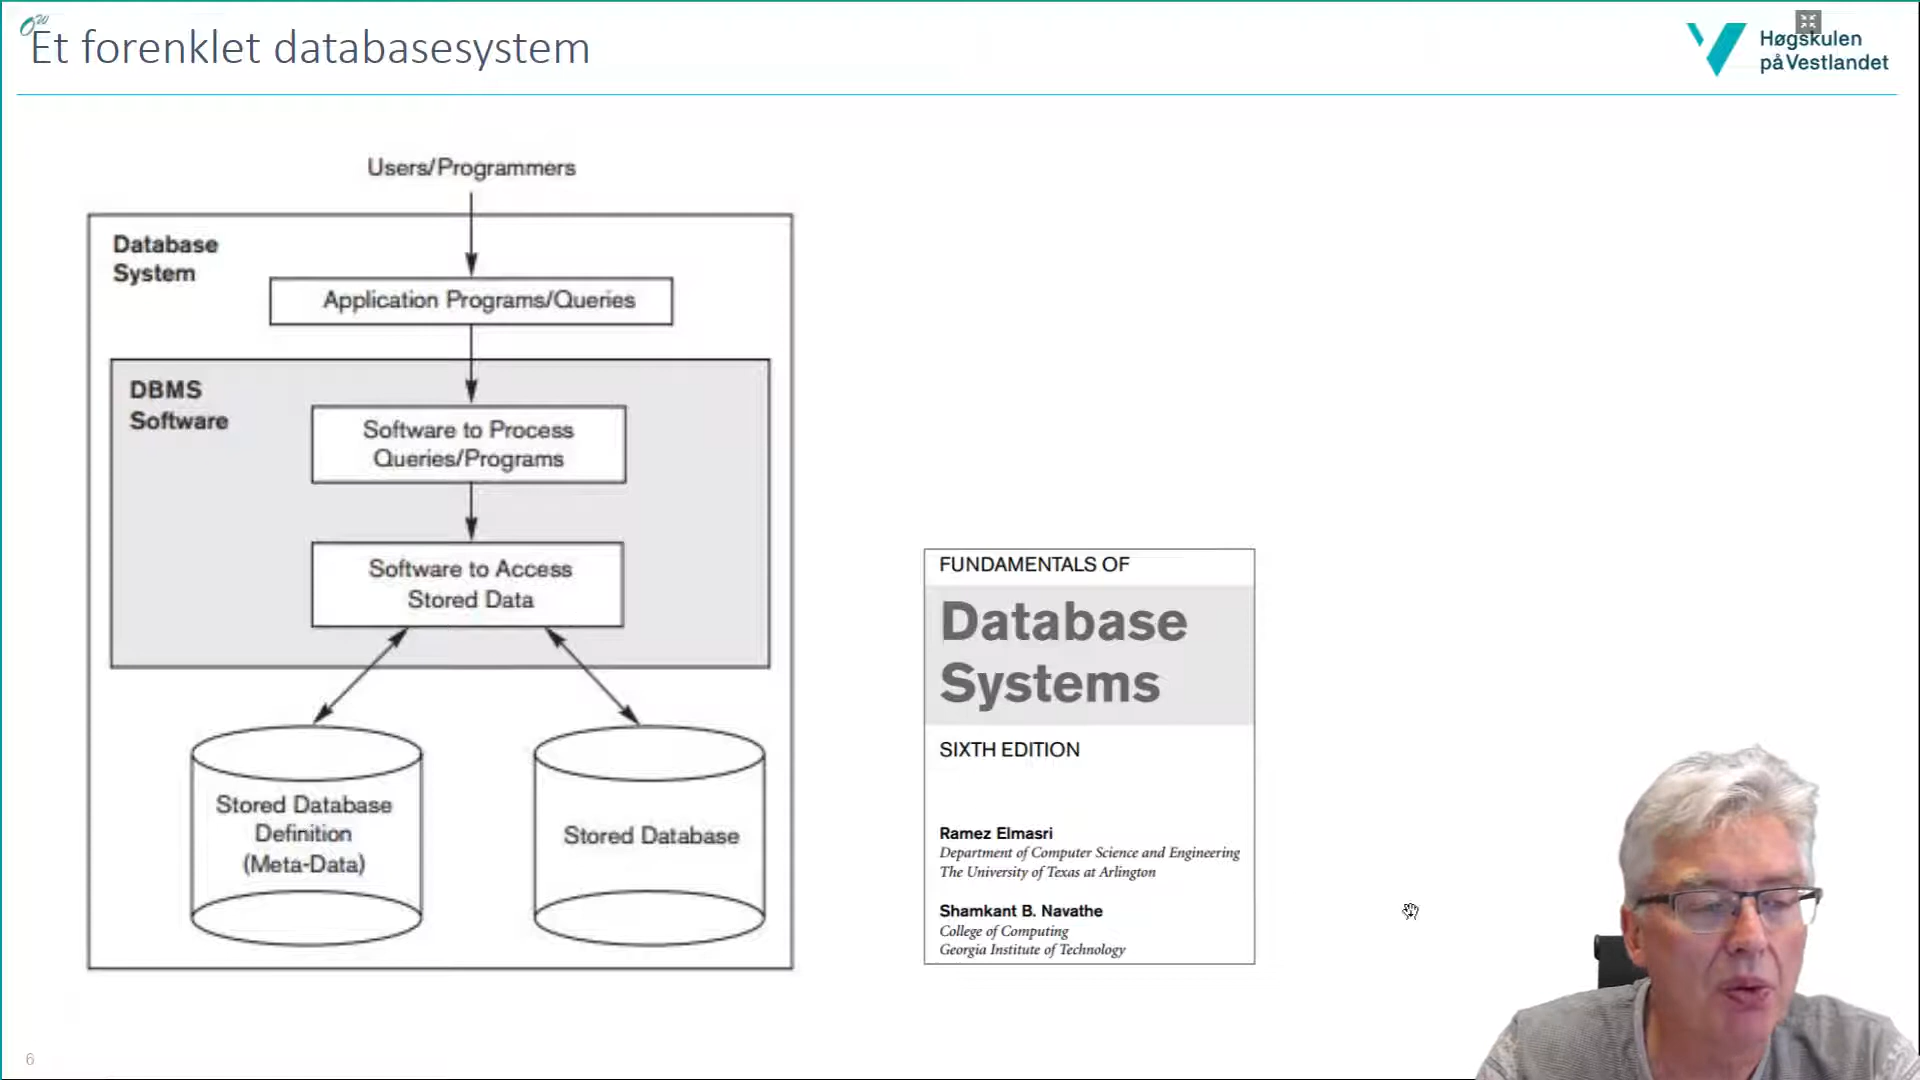 Et forenklet databasesystem
Høgskulen
på Vestlandet
Users/Programmers
Database
System
Application Programs/Queries
DBMS
Software
Software to Process
Queries/Programs
Software to Access
Stored Data
Stored Database
Definition
(Meta-Data)
Stored Database
FUNDAMENTALS OF
Database
Systems
SIXTH EDITION
Ramez Elmasri
Department of Computer Science and Engineering
The University of Texas at Arlington
Shamkant B. Navathe
College of Computing
Georgia Institute of Technology
6